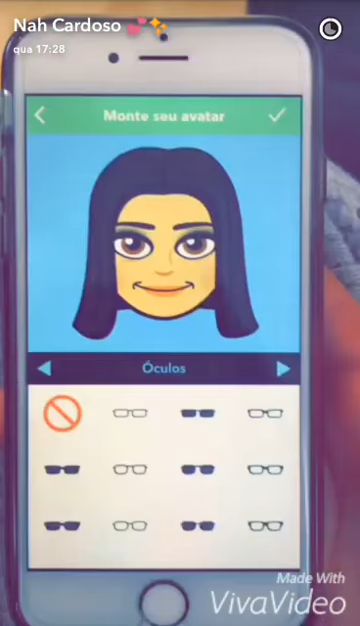 Nah Cardoso 💕✨
qua 17:28
Monte seu avatar
Óculos
Made With
VivaVideo